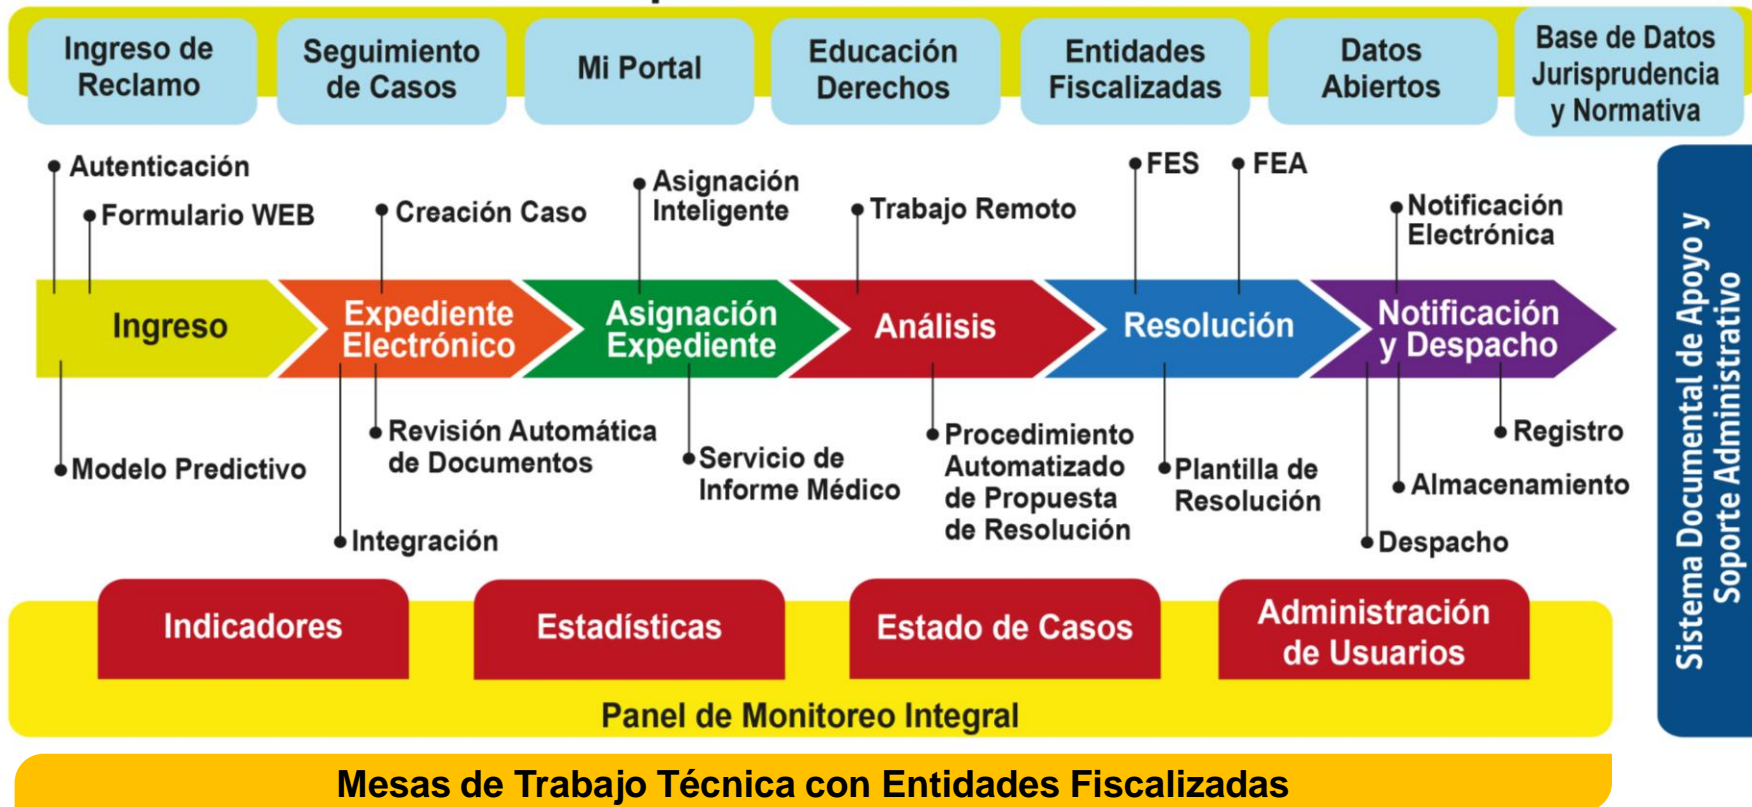 Ingreso de
Reclamo
Seguimiento
de Casos
Mi Portal
Educación
Derechos
Entidades
Fiscalizadas
Datos
Abiertos
Base de Datos
Jurisprudencia
y Normativa
Autenticación
Formulario WEB
Creación Caso
Asignación
Inteligente
Trabajo Remoto
FES
FEA
Notificación
Electrónica
Ingreso
Expediente
Electrónico
Asignación
Expediente
Análisis
Resolución
Notificación
y Despacho
Modelo Predictivo
Revisión Automática
de Documentos
Integración
Servicio de
Informe Médico
Procedimiento
Automatizado
de Propuesta
de Resolución
Plantilla de
Resolución
Registro
Almacenamiento
Despacho
Sistema Documental de Apoyo y
Soporte Administrativo
Indicadores
Estadísticas
Estado de Casos
Administración
de Usuarios
Panel de Monitoreo Integral
Mesas de Trabajo Técnica con Entidades Fiscalizadas